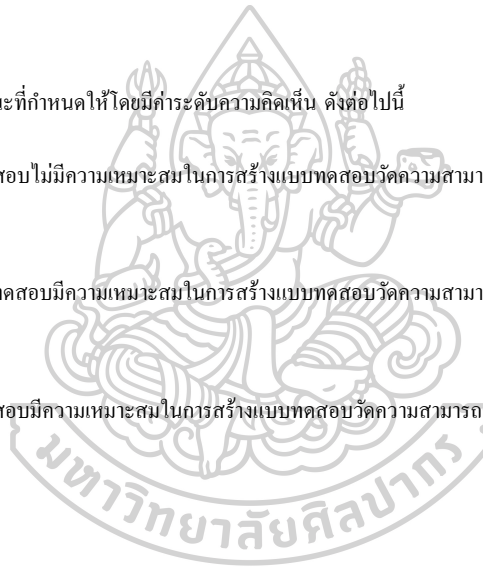 ะที่กำหนดให้โดยมีค่าระดับความคิดเห็น ดังต่อไปนี้
สอบไม่มีความเหมาะสมในการสร้างแบบทดสอบวัดความสามา
ทดสอบมีความเหมาะสมในการสร้างแบบทดสอบวัดความสามา
สอบมีความเหมาะสมในการสร้างแบบทดสอบวัดความสามารถ
มหาวิทยาลัยศิลปากร